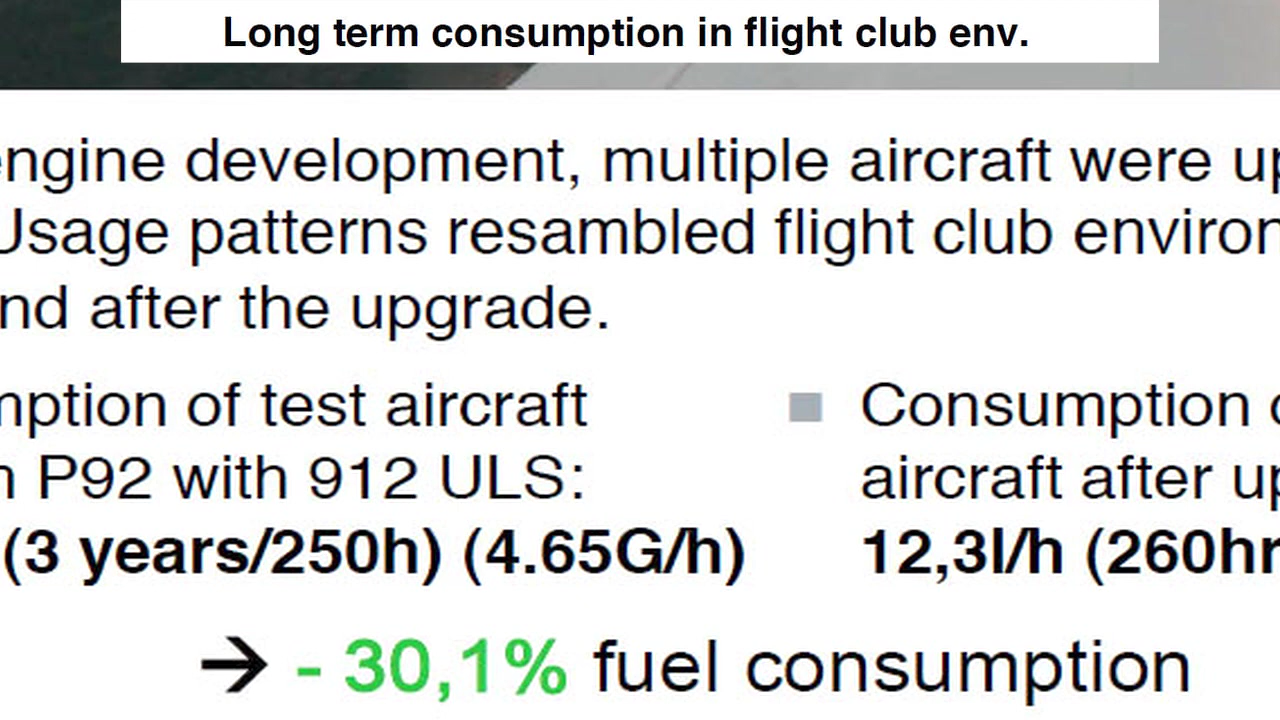 Long term consumption in flight club env.
engine development, multiple aircraft were up
Usage patterns resambled flight club environ
nd after the upgrade.
mption of test aircraft
P92 with 912 ULS:
(3 years/250h) (4.65G/h)
Consumption
aircraft after up
12,3l/h (260hr
→ - 30,1% fuel consumption